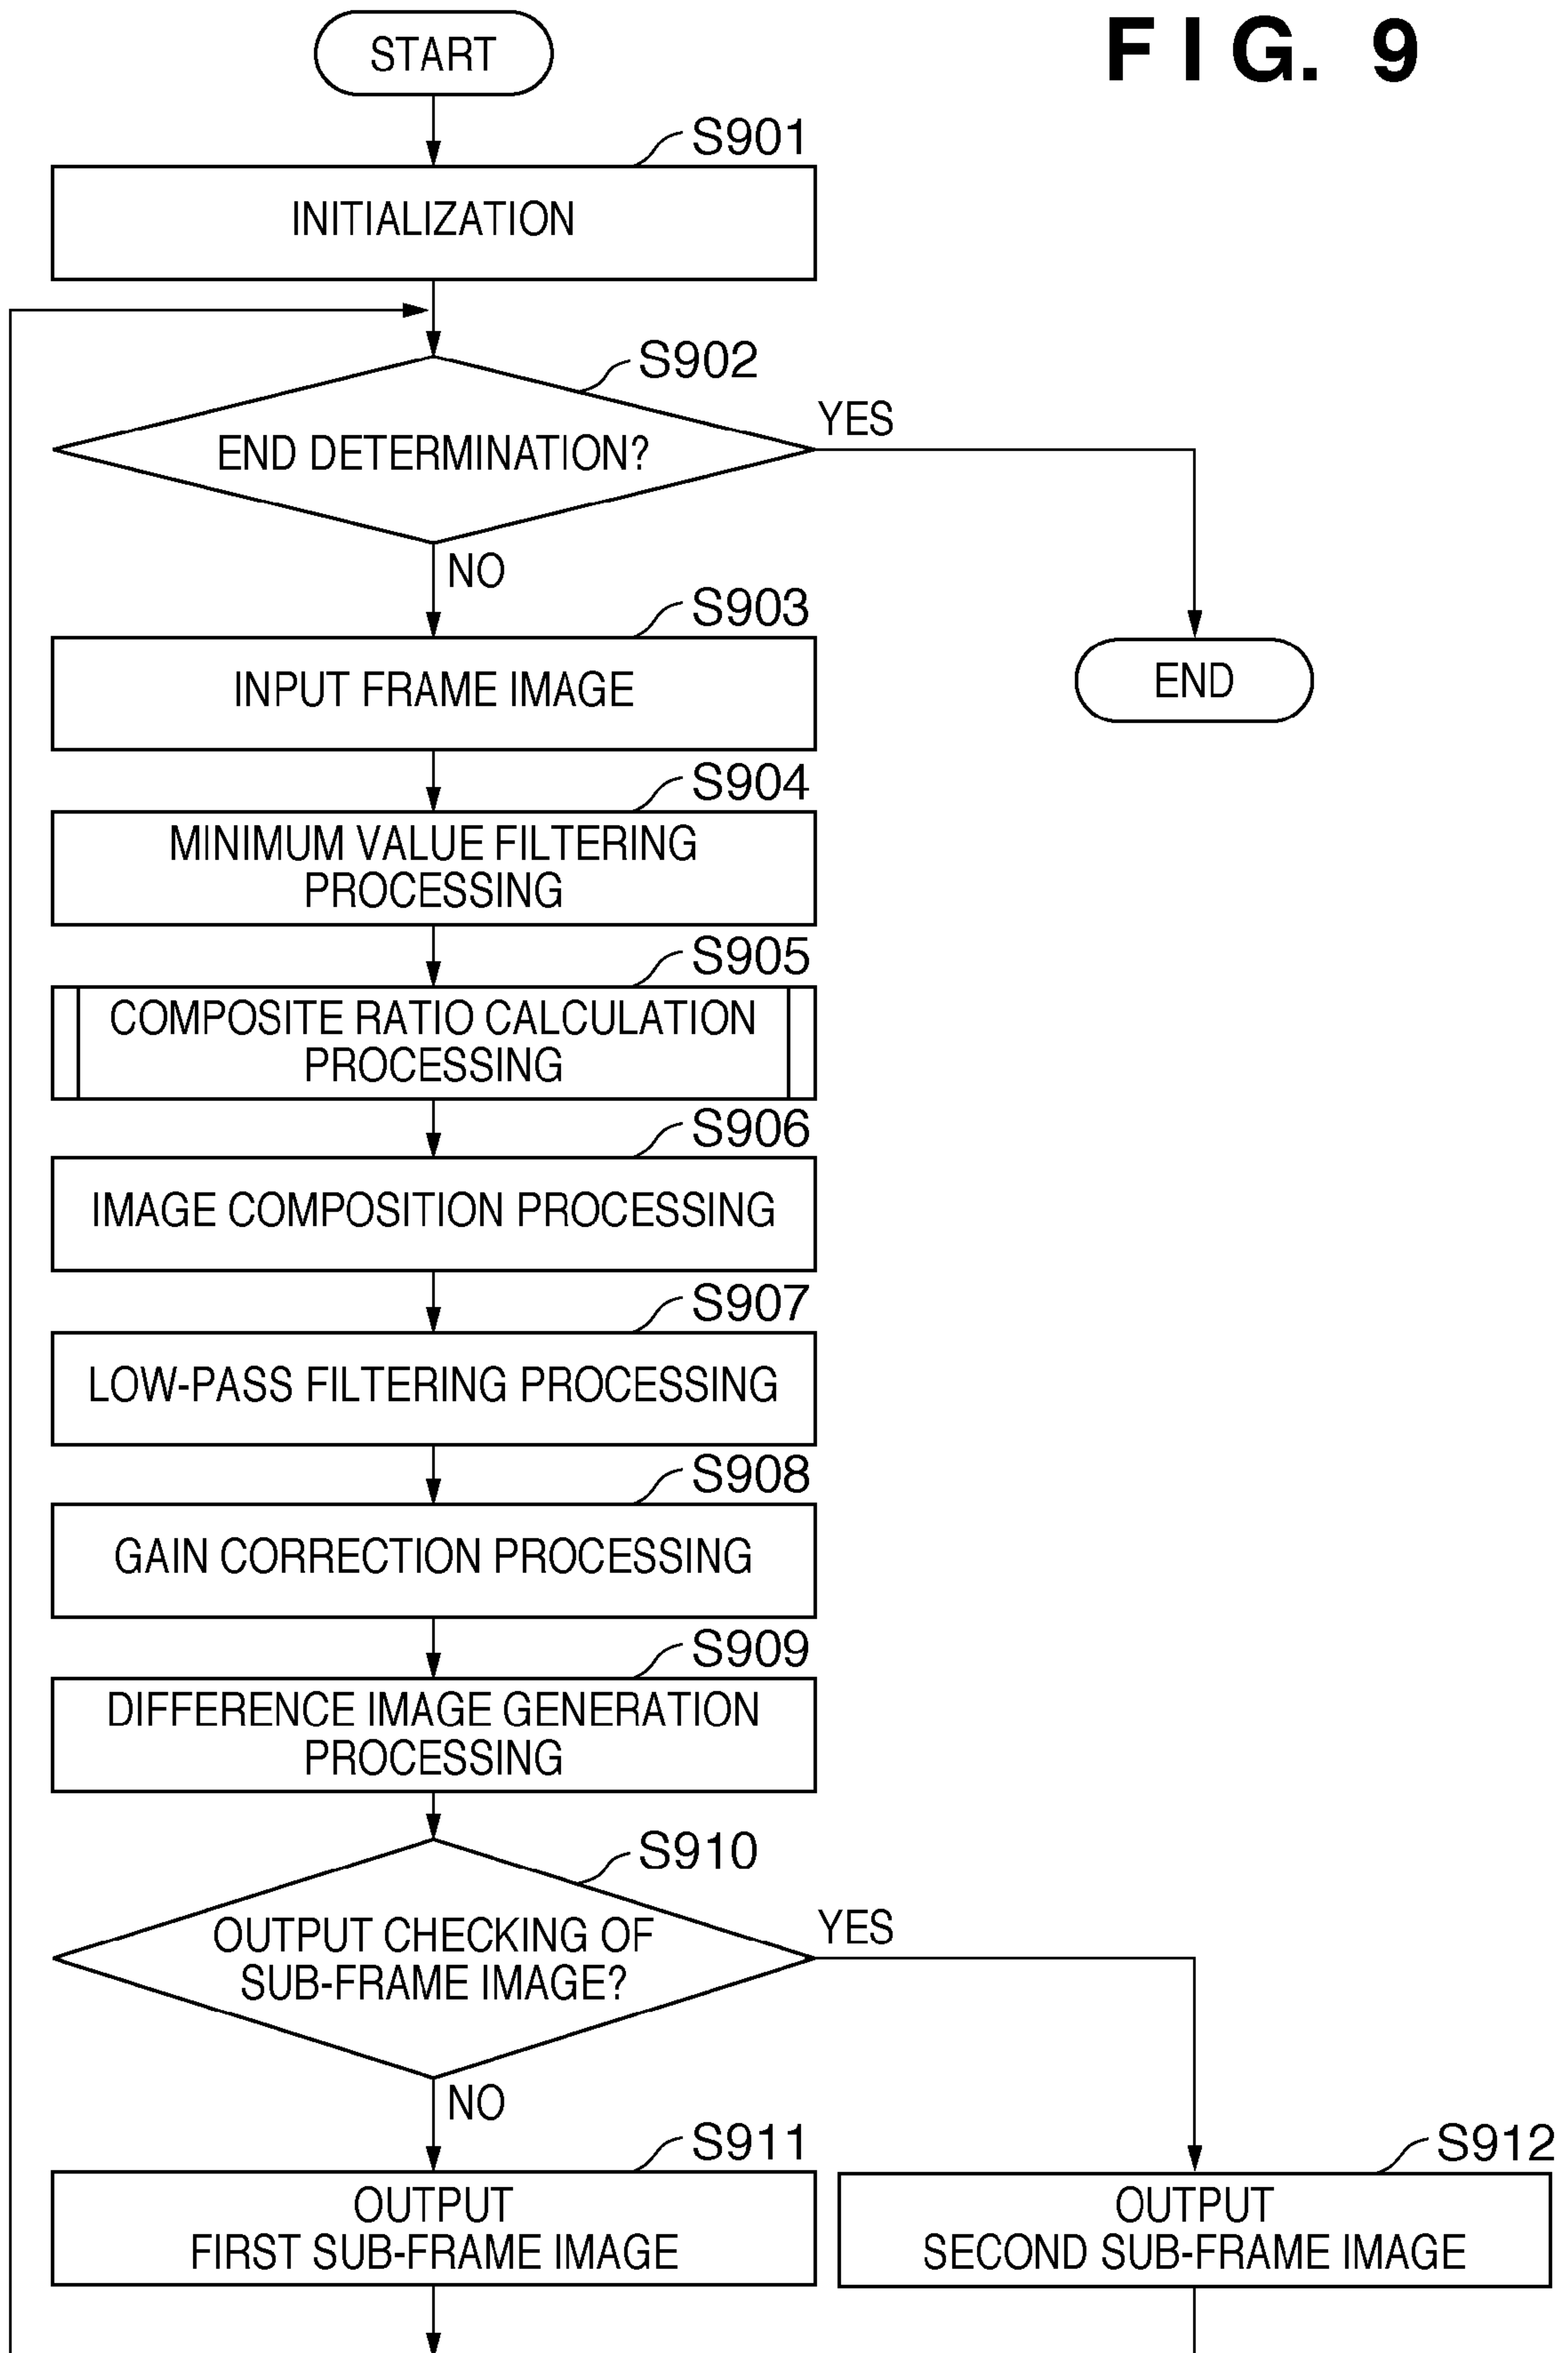 FIG. 9
START
S901
INITIALIZATION
S902
END DETERMINATION?
YES
NO
S903
INPUT FRAME IMAGE
END
S904
MINIMUM VALUE FILTERING
PROCESSING
S905
COMPOSITE RATIO CALCULATION
PROCESSING
S906
IMAGE COMPOSITION PROCESSING
S907
LOW-PASS FILTERING PROCESSING
S908
GAIN CORRECTION PROCESSING
S909
DIFFERENCE IMAGE GENERATION
PROCESSING
S910
OUTPUT CHECKING OF
SUB-FRAME IMAGE?
YES
NO
S911
OUTPUT
FIRST SUB-FRAME IMAGE
S912
OUTPUT
SECOND SUB-FRAME IMAGE